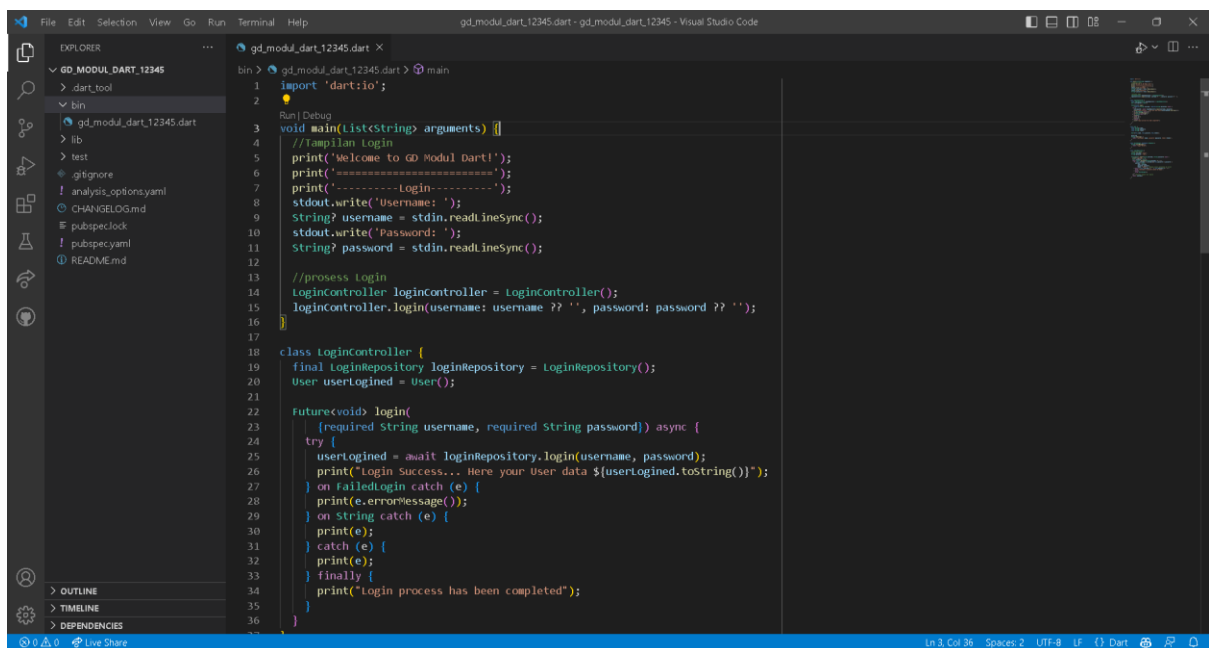 File Edit Selection View Go Run Terminal Help
gd_modul_dart_12345.dart - gd_modul_dart_12345 - Visual Studio Code
EXPLORER
GD_MODUL_DART_12345
.dart_tool
bin
gd_modul_dart_12345.dart
lib
test
.gitignore
analysis_options.yaml
CHANGELOG.md
pubspec.lock
pubspec.yaml
README.md
OUTLINE
TIMELINE
DEPENDENCIES
gd_modul_dart_12345.dart
bin > gd_modul_dart_12345.dart > main
1 import 'dart:io';
2
Run | Debug
3 void main(List<String> arguments) {
4 //Tampilan Login
5 print('Welcome to GD Modul Dart!');
6 print('=========================');
7 print('----------Login----------');
8 stdout.write('Username: ');
9 String? username = stdin.readLineSync();
10 stdout.write('Password: ');
11 String? password = stdin.readLineSync();
12
13 //prosess Login
14 LoginController loginController = LoginController();
15 loginController.login(username: username ?? '', password: password ?? '');
16 }
17
18 class LoginController {
19 final LoginRepository loginRepository = LoginRepository();
20 User userLogined = User();
21
22 Future<void> login(
23 {required String username, required String password}) async {
24 try {
25 userLogined = await loginRepository.login(username, password);
26 print("Login Success... Here your User data ${userLogined.toString()}");
27 } on FailedLogin catch (e) {
28 print(e.errorMessage());
29 } on String catch (e) {
30 print(e);
31 } catch (e) {
32 print(e);
33 } finally {
34 print("Login process has been completed");
35 }
36 }
0 0 Live Share
Ln 3, Col 36 Spaces: 2 UTF-8 LF {} Dart